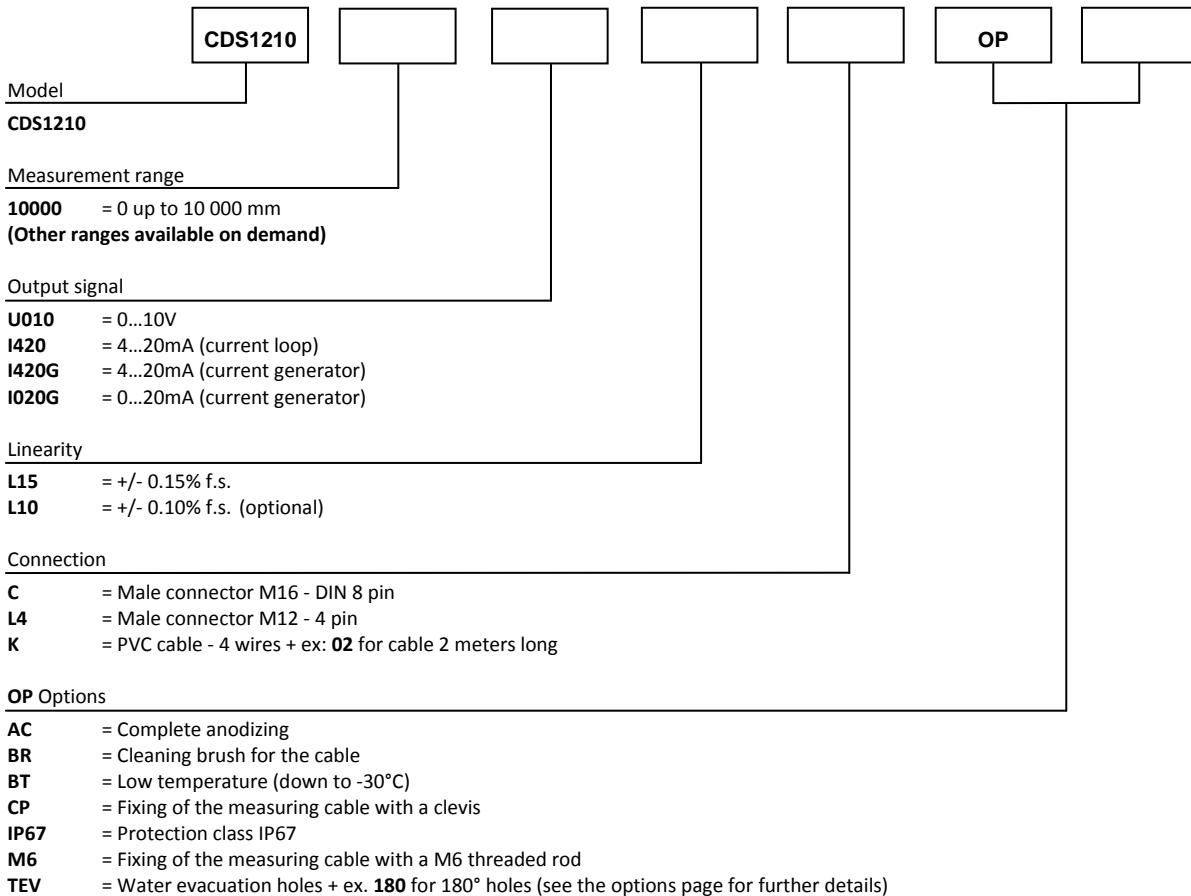 CDS1210 OP
Model
CDS1210
Measurement range
10000 = 0 up to 10 000 mm
(Other ranges available on demand)
Output signal
U010 = 0…10V
I420 = 4…20mA (current loop)
I420G = 4…20mA (current generator)
I020G = 0…20mA (current generator)
Linearity
L15 = +/- 0.15% f.s.
L10 = +/- 0.10% f.s. (optional)
Connection
C = Male connector M16 - DIN 8 pin
L4 = Male connector M12 - 4 pin
K = PVC cable - 4 wires + ex: 02 for cable 2 meters long
OP Options
AC = Complete anodizing
BR = Cleaning brush for the cable
BT = Low temperature (down to -30°C)
CP = Fixing of the measuring cable with a clevis
IP67 = Protection class IP67
M6 = Fixing of the measuring cable with a M6 threaded rod
TEV = Water evacuation holes + ex. 180 for 180° holes (see the options page for further details)